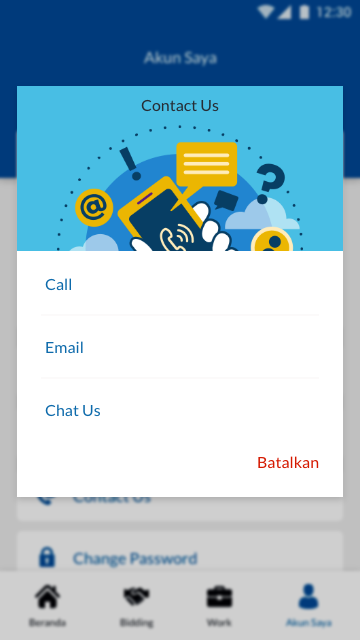 12:30
Akun Saya
Contact Us
Call
Email
Chat Us
Batalkan
Contact Us
Change Password
Beranda
Bidding
Work
Akun Saya